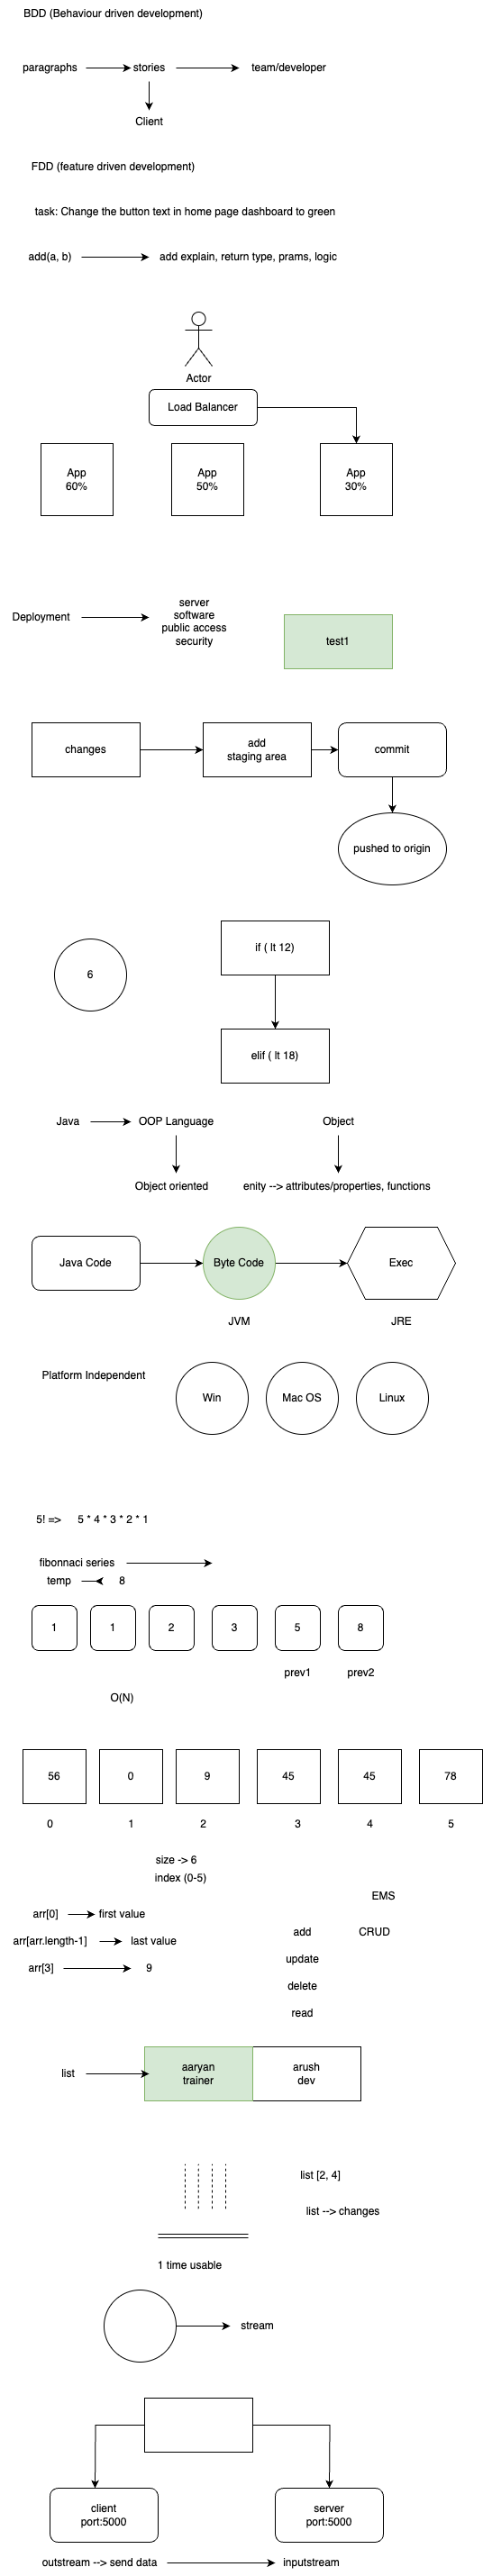 BDD (Behaviour driven development)
paragraphs stories team/developer
Client
FDD (feature driven development)
task: Change the button text in home page dashboard to green
add(a, b) add explain, return type, prams, logic
Actor
Load Balancer
App App App
60% 50% 30%
Deployment
server
software
public access
security
test1
changes
add
staging area
commit
pushed to origin
6
if ( lt 12)
elif ( lt 18)
Java OOP Language Object
Object oriented enity --> attributes/properties, functions
Java Code Byte Code Exec
JVM JRE
Platform Independent
Win Mac OS Linux
5! => 5 * 4 * 3 * 2 * 1
fibonnaci series
temp 8
1 1 2 3 5 8
prev1 prev2
O(N)
56 0 9 45 45 78
0 1 2 3 4 5
size -> 6
index (0-5)
EMS
arr[0] first value
add CRUD
arr[arr.length-1] last value
update
arr[3] 9
delete
read
list
aaryan
trainer
arush
dev
list [2, 4]
list --> changes
1 time usable
stream
client
port:5000
server
port:5000
outstream --> send data inputstream